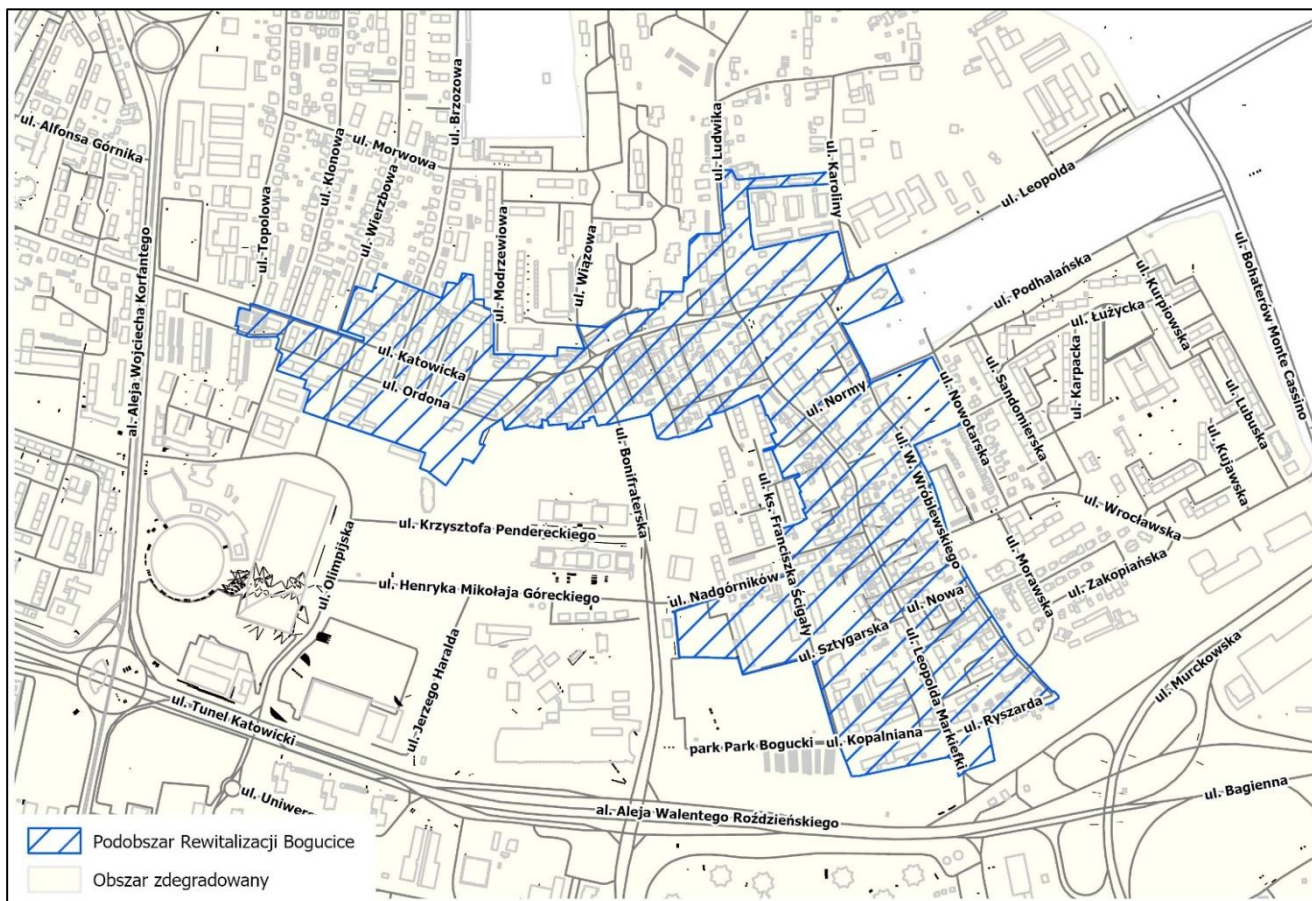 ul. Alfonsa Górnika
al. Aleja Wojciecha Korfantego
ul. Topolowa
ul. Klonowa
ul. Wierzbowa
ul. Morwowa
ul. Brzozowa
ul. Modrzewiowa
ul. Wiązowa
ul. Ludwika
ul. Karoliny
ul. Leopolda
ul. Podhalańska
ul. Bohaterów Monte Cassino
ul. Kurpiowska
ul. Łużycka
ul. Karpacka
ul. Sandomierska
ul. Nowotarska
ul. Lubuska
ul. Kujawska
ul. Katowicka
ul. Ordona
ul. Normy
ul. W. Wróblewskiego
ul. Bonifraterska
ul. ks. Franciszka Ścigały
ul. Krzysztofa Pendereckiego
ul. Olimpijska
ul. Henryka Mikołaja Góreckiego
ul. Nadgórników
ul. Wrocławska
ul. Morawska
ul. Zakopiańska
ul. Nowa
ul. Sztygarska
ul. Leopolda Markiefki
ul. Jerzego Haralda
ul. Murckowska
ul. Ryszarda
ul. Tunel Katowicki
park Park Bogucki
ul. Kopalniana
ul. Uniwer
al. Aleja Walentego Roździeńskiego
ul. Bagienna
Podobszar Rewitalizacji Bogucice
Obszar zdegradowany